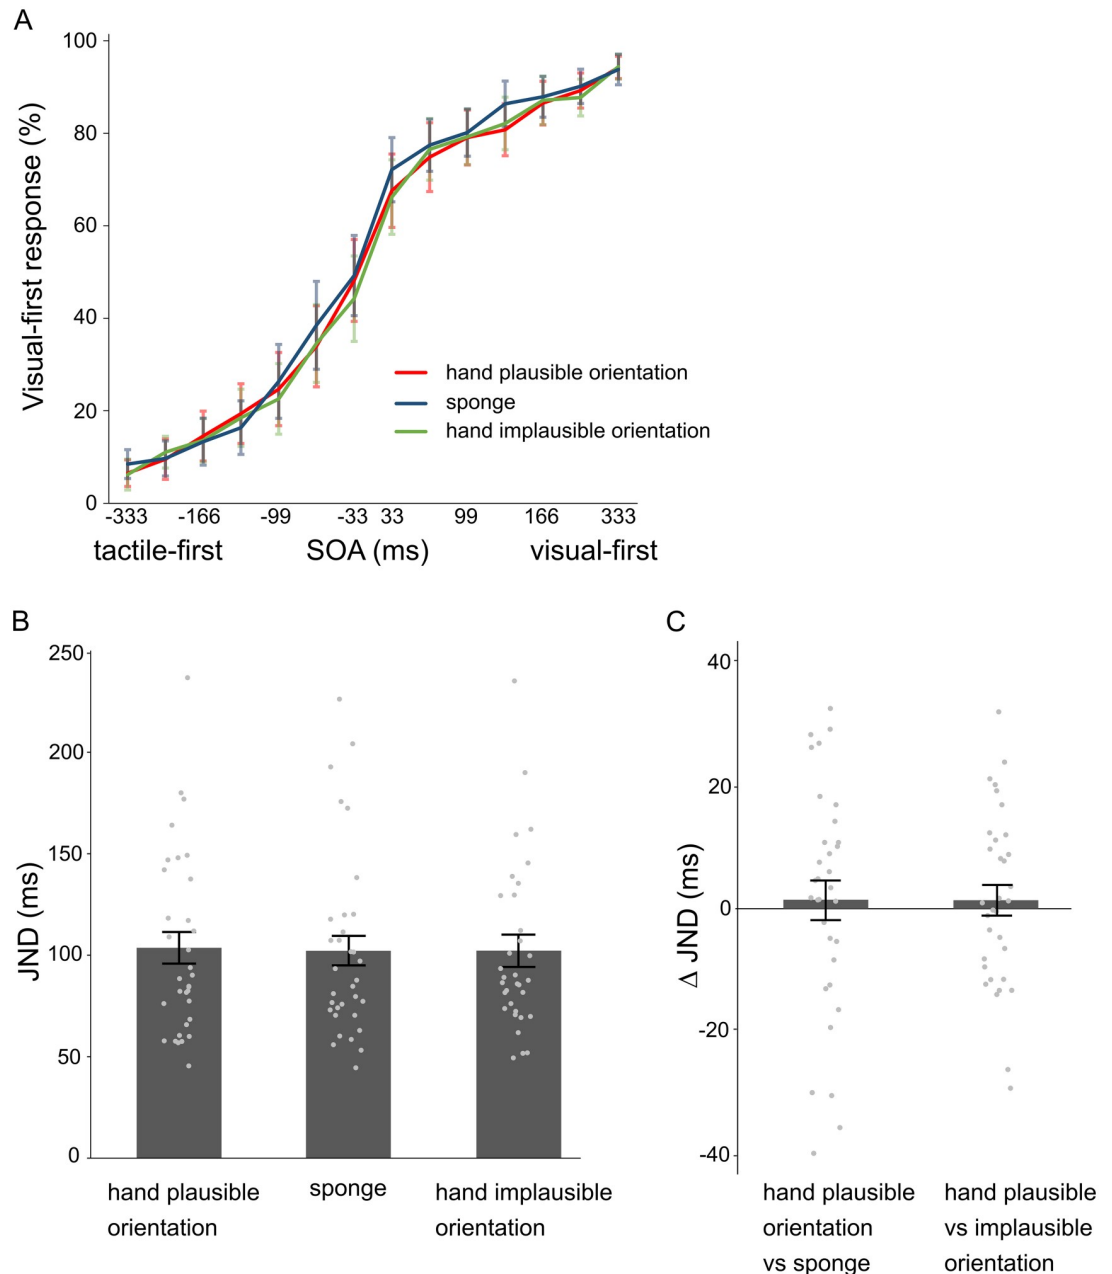 A
100
80
60
40
20
0
Visual-first response (%)
hand plausible orientation
sponge
hand implausible orientation
-333 -166 -99 -33 33 99 166 333
tactile-first SOA (ms) visual-first
B
250
200
150
100
50
0
JND (ms)
hand plausible
orientation
sponge
hand implausible
orientation
C
40
20
0
-20
-40
Δ JND (ms)
hand plausible
orientation
vs sponge
hand plausible
vs implausible
orientation